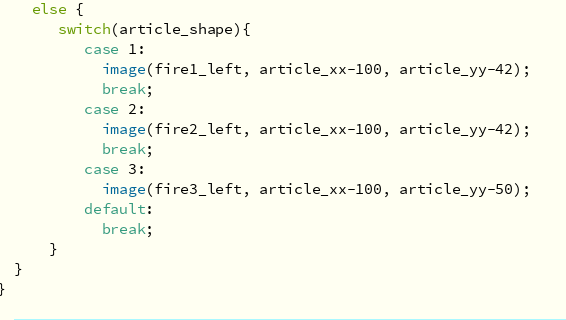 else {
switch(article_shape){
case 1:
image(fire1_left, article_xx-100, article_yy-42);
break;
case 2:
image(fire2_left, article_xx-100, article_yy-42);
break;
case 3:
image(fire3_left, article_xx-100, article_yy-50);
default:
break;
}
}
}